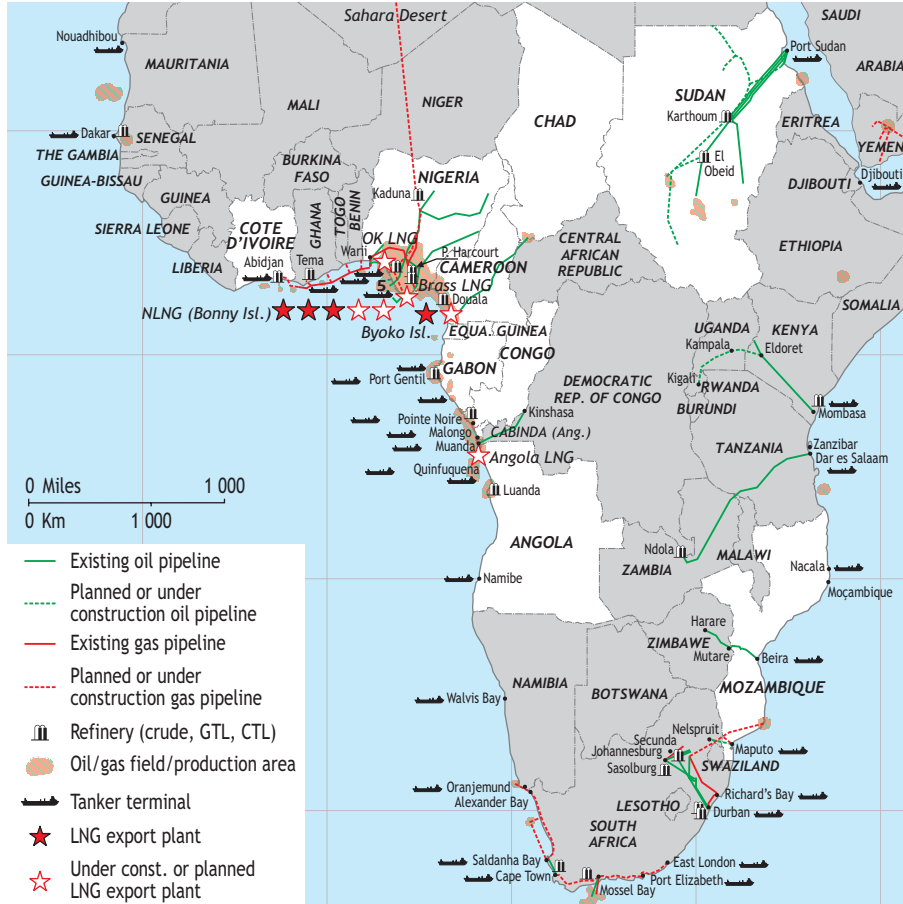 Sahara Desert
SAUDI
ARABIA
Nouadhibou
MAURITANIA
MALI
NIGER
CHAD
SUDAN
Port Sudan
Karthoum
ERITREA
YEMEN
Dakar
SENEGAL
THE GAMBIA
GUINEA-BISSAU
GUINEA
SIERRA LEONE
LIBERIA
BURKINA
FASO
COTE
D'IVOIRE
GHANA
TOGO
BENIN
NIGERIA
Kaduna
El
Obeid
Djibouti
DJIBOUTI
ETHIOPIA
SOMALIA
Abidjan
Tema
Warii
OK LNG
P. Harcourt
CAMEROON
5
Brass LNG
Douala
CENTRAL
AFRICAN
REPUBLIC
NLNG (Bonny Isl.)
Byoko Isl.
EQUA. GUINEA
GABON
CONGO
Port Gentil
UGANDA
Kampala
KENYA
Eldoret
Kigali
RWANDA
BURUNDI
Mombasa
DEMOCRATIC
REP. OF CONGO
Kinshasa
Pointe Noire
Malongo
Muanda
CABINDA (Ang.)
Angola LNG
Quinfuquena
Luanda
TANZANIA
Zanzibar
Dar es Salaam
0 Miles 1 000
0 Km 1 000
ANGOLA
Ndola
ZAMBIA
MALAWI
Nacala
Moçambique
Namibe
Harare
ZIMBAWE
Mutare
Beira
NAMIBIA
BOTSWANA
MOZAMBIQUE
Walvis Bay
Nelspruit
Secunda
Johannesburg
Sasolburg
Maputo
SWAZILAND
Oranjemund
Alexander Bay
LESOTHO
Richard's Bay
Durban
SOUTH
AFRICA
Saldanha Bay
Cape Town
East London
Port Elizabeth
Mossel Bay
Existing oil pipeline
Planned or under
construction oil pipeline
Existing gas pipeline
Planned or under
construction gas pipeline
Refinery (crude, GTL, CTL)
Oil/gas field/production area
Tanker terminal
LNG export plant
Under const. or planned
LNG export plant